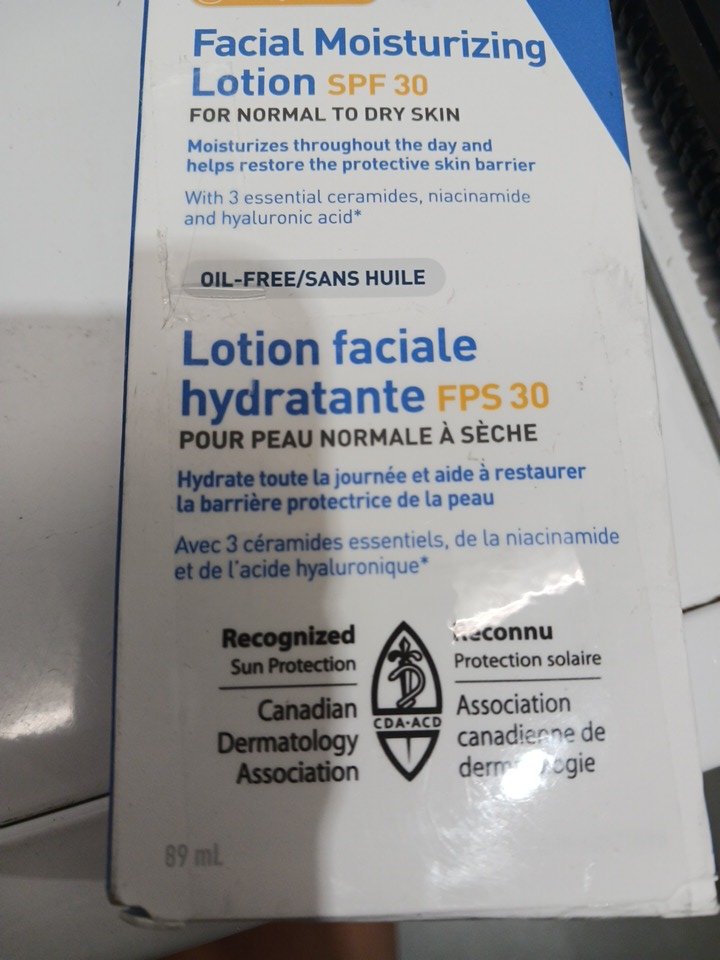 Facial Moisturizing
Lotion SPF 30
FOR NORMAL TO DRY SKIN
Moisturizes throughout the day and
helps restore the protective skin barrier
With 3 essential ceramides, niacinamide
and hyaluronic acid*
OIL-FREE/SANS HUILE
Lotion faciale
hydratante FPS 30
POUR PEAU NORMALE À SÈCHE
Hydrate toute la journée et aide à restaurer
la barrière protectrice de la peau
Avec 3 céramides essentiels, de la niacinamide
et de l'acide hyaluronique*
Recognized
Sun Protection
Canadian
Dermatology
Association
CDA·ACD
Reconnu
Protection solaire
Association
canadienne de
89 mL